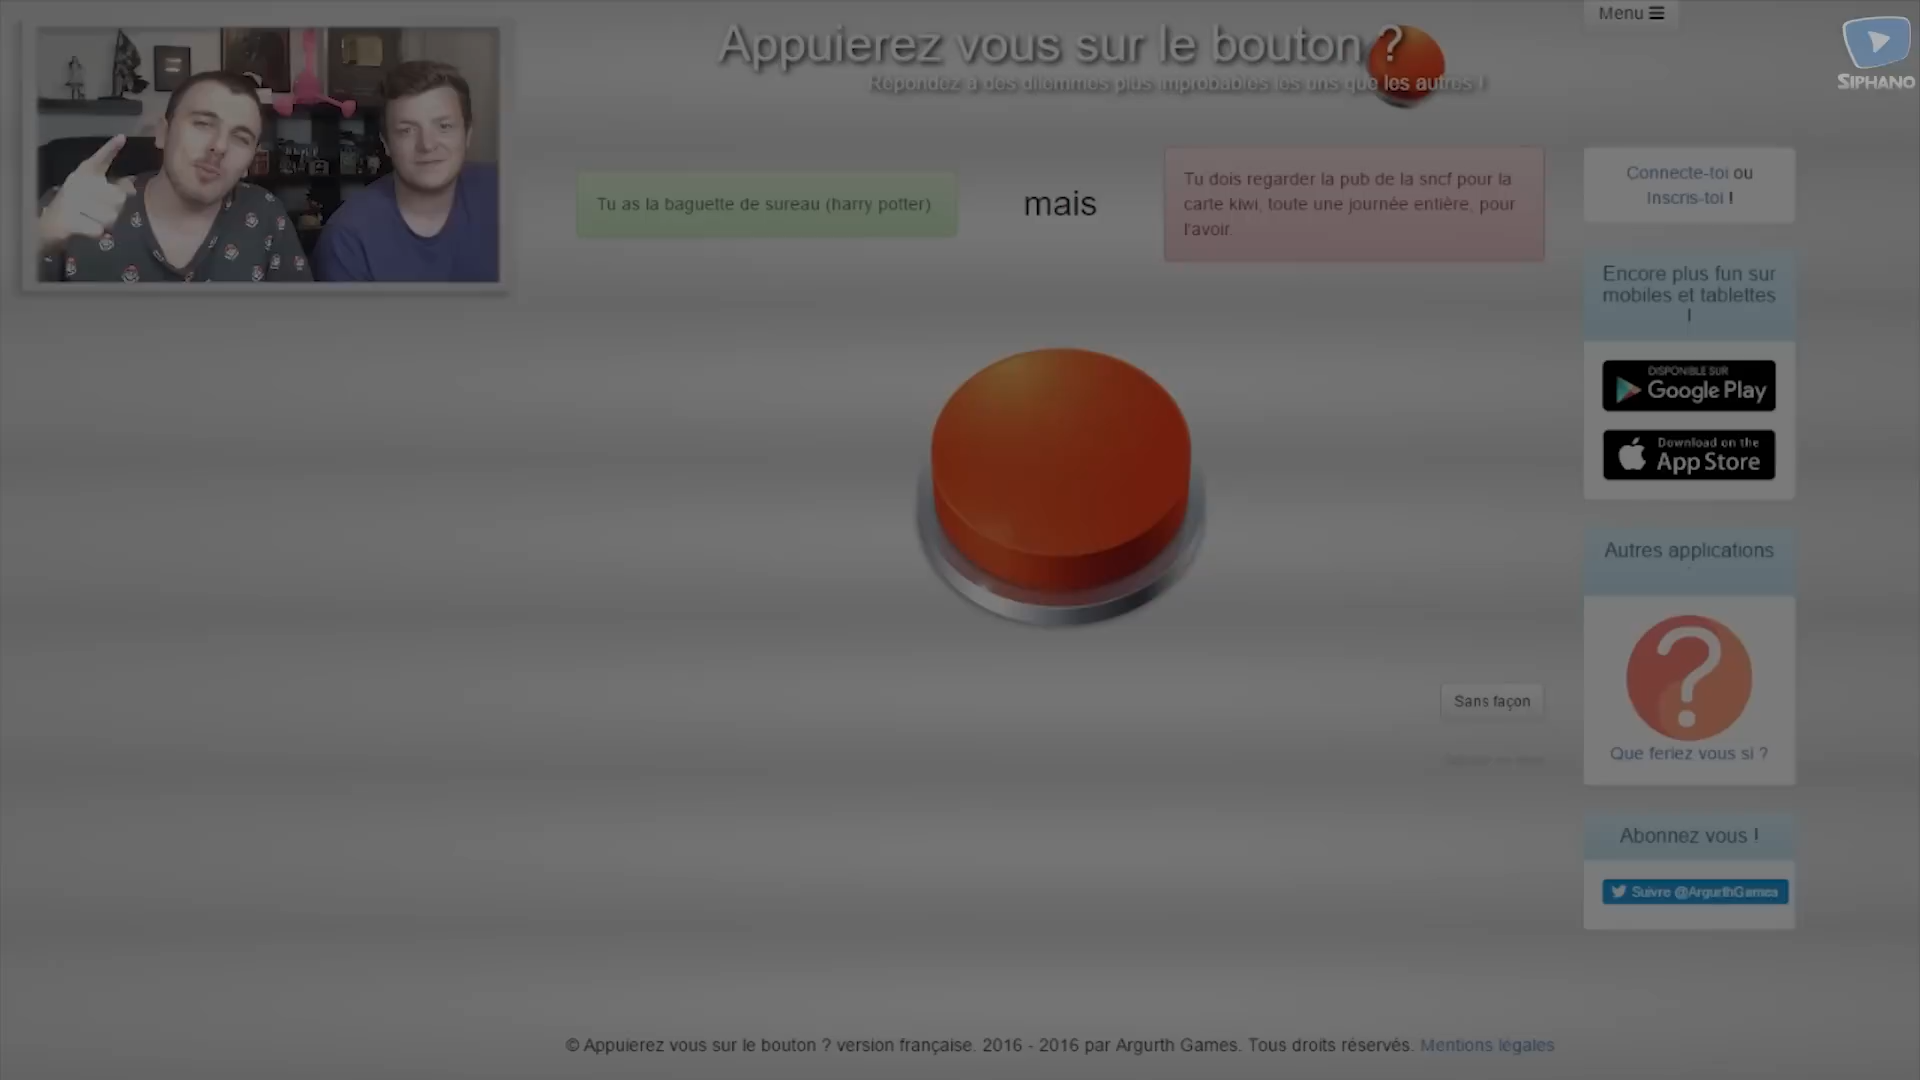 Menu
SIPHANO
Appuierez vous sur le bouton ?
Répondez à des dilemmes plus improbables les uns que les autres !
Tu as la baguette de sureau (harry potter)
mais
Tu dois regarder la pub de la sncf pour la
carte kiwi, toute une journée entière, pour
l'avoir.
Connecte-toi ou
Inscris-toi !
Encore plus fun sur
mobiles et tablettes
!
DISPONIBLE SUR
Google Play
Download on the
App Store
Autres applications
Que feriez vous si ?
Sans façon
Abonnez vous !
Suivre @ArgurthGames
© Appuierez vous sur le bouton ? version française. 2016 - 2016 par Argurth Games. Tous droits réservés. Mentions légales